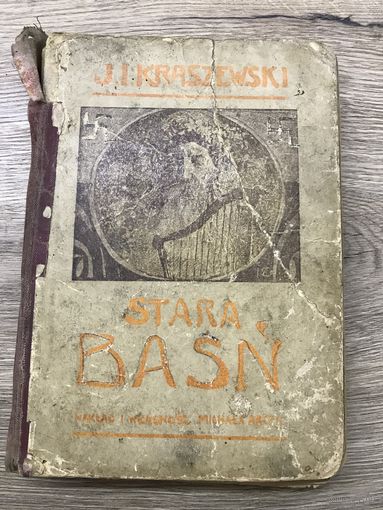 J.I. KRASZEWSKI
STARA
BAŚŃ
NAKŁAD I WŁASNOŚĆ MICHAŁA ARCTA